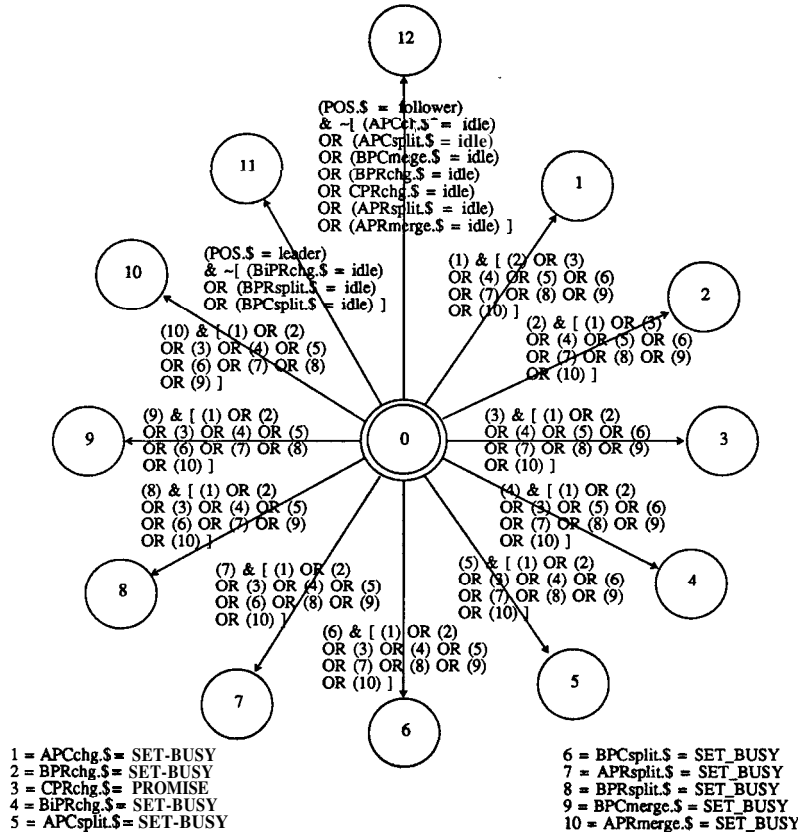 12
(POS.$ = follower)
& ~[ (APCch.$ = idle)
OR (APCsplit.$ = idle)
OR (BPCmege.$ = idle)
OR (BPRchg.$ = idle)
OR CPRchg.$ = idle)
OR (APRsplit.$ = idle)
OR (APRmerge.$ = idle) ]
11
1
(POS.$ = leader)
& ~[ (BiPRchg.$ = idle)
OR (BPRsplit.$ = idle)
OR (BPCsplit.$ = idle) ]
(1) & [ (2) OR (3)
OR (4) OR (5) OR (6)
OR (7) OR (8) OR (9)
OR (10) ]
10
2
(10) & [ (1) OR (2)
OR (3) OR (4) OR (5)
OR (6) OR (7) OR (8)
OR (9) ]
(2) & [ (1) OR (3)
OR (4) OR (5) OR (6)
OR (7) OR (8) OR (9)
OR (10) ]
9
(9) & [ (1) OR (2)
OR (3) OR (4) OR (5)
OR (6) OR (7) OR (8)
OR (10) ]
0
(3) & [ (1) OR (2)
OR (4) OR (5) OR (6)
OR (7) OR (8) OR (9)
OR (10) ]
3
(8) & [ (1) OR (2)
OR (3) OR (4) OR (5)
OR (6) OR (7) OR (9)
OR (10) ]
(4) & [ (1) OR (2)
OR (3) OR (5) OR (6)
OR (7) OR (8) OR (9)
OR (10) ]
8
4
(7) & [ (1) OR (2)
OR (3) OR (4) OR (5)
OR (6) OR (8) OR (9)
OR (10) ]
(5) & [ (1) OR (2)
OR (3) OR (4) OR (6)
OR (7) OR (8) OR (9)
OR (10) ]
(6) & [ (1) OR (2)
OR (3) OR (4) OR (5)
OR (7) OR (8) OR (9)
OR (10) ]
7
6
5
1 = APCchg.$= SET-BUSY
2 = BPRchg.$= SET-BUSY
3 = CPRchg.$= PROMISE
4 = BiPRchg.$= SET-BUSY
5 = APCsplit.$= SET-BUSY
6 = BPCsplit.$ = SET_BUSY
7 = APRsplit.$ = SET_BUSY
8 = BPRsplit.$ = SET_BUSY
9 = BPCmerge.$ = SET_BUSY
10 = APRmerge.$ = SET_BUSY